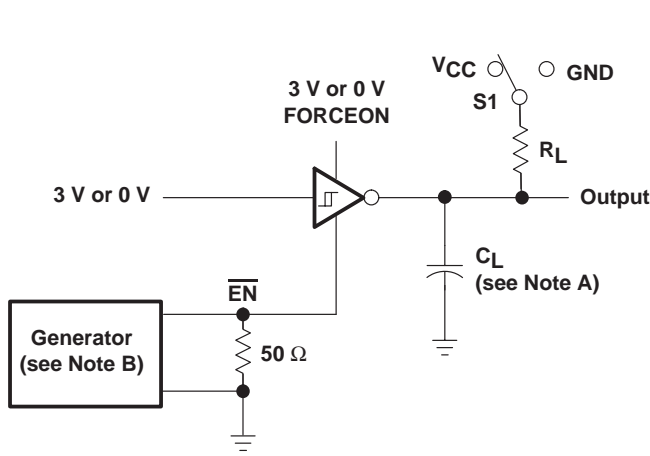 VCC
GND
S1
3 V or 0 V
FORCEON
RL
3 V or 0 V
Output
CL
(see Note A)
EN
Generator
(see Note B)
50 Ω